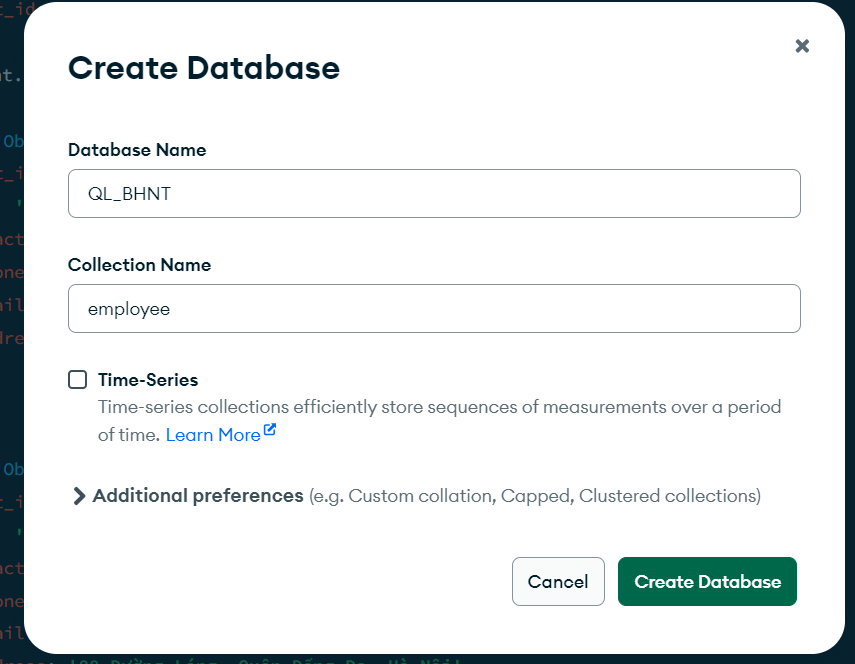 Create Database
Database Name
QL_BHNT
Collection Name
employee
Time-Series
Time-series collections efficiently store sequences of measurements over a period
of time. Learn More
Additional preferences (e.g. Custom collation, Capped, Clustered collections)
Cancel
Create Database